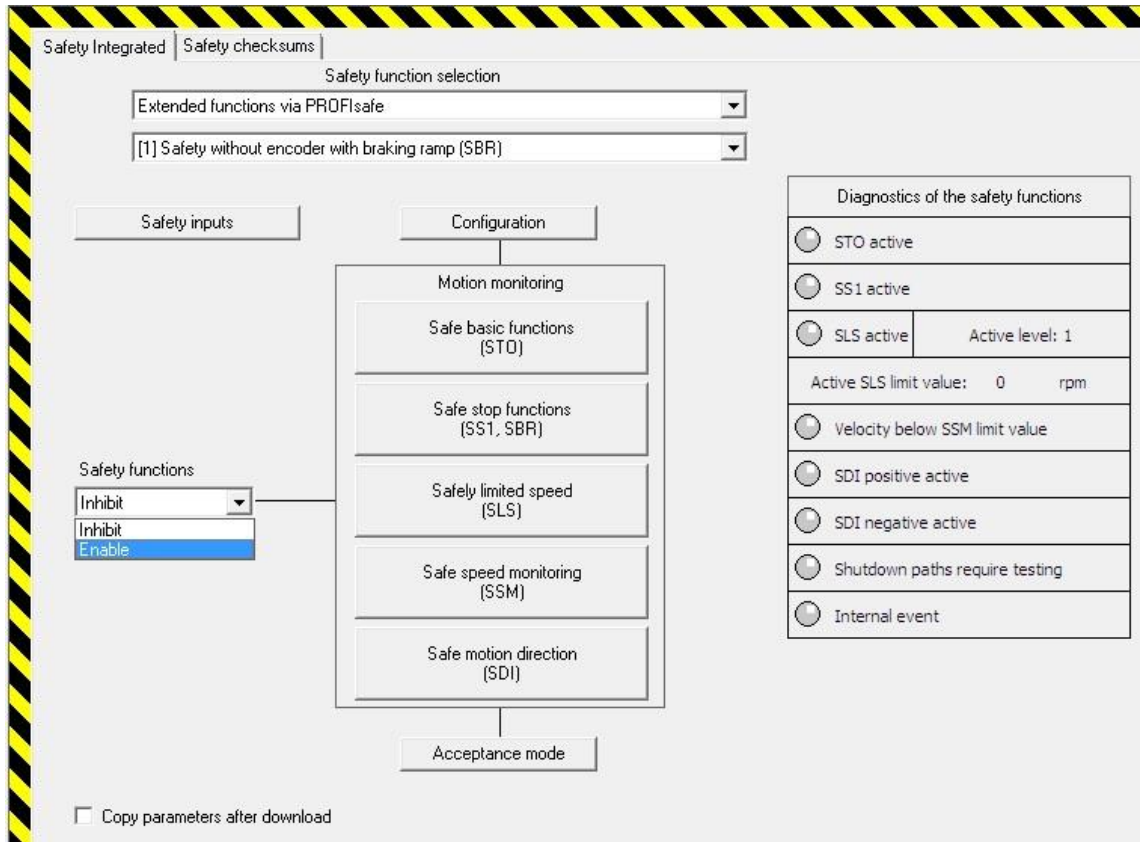 Safety Integrated
Safety checksums
Safety function selection
Extended functions via PROFIsafe
[1] Safety without encoder with braking ramp (SBR)
Safety inputs
Configuration
Motion monitoring
Safe basic functions
(STO)
Safe stop functions
(SS1, SBR)
Safely limited speed
(SLS)
Safe speed monitoring
(SSM)
Safe motion direction
(SDI)
Acceptance mode
Safety functions
Inhibit
Inhibit
Enable
Copy parameters after download
Diagnostics of the safety functions
STO active
SS1 active
SLS active
Active level: 1
Active SLS limit value: 0 rpm
Velocity below SSM limit value
SDI positive active
SDI negative active
Shutdown paths require testing
Internal event